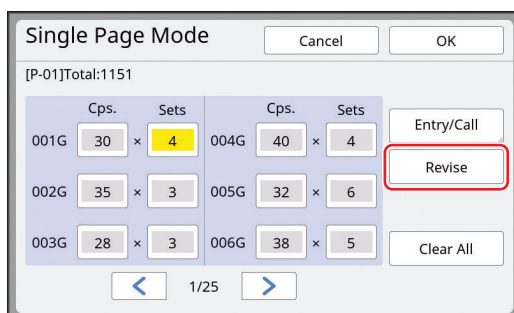 Single Page Mode Cancel OK
[P-01]Total:1151
Cps. Sets Cps. Sets
Entry/Call
001G 30 × 4 004G 40 × 4
Revise
002G 35 × 3 005G 32 × 6
003G 28 × 3 006G 38 × 5
Clear All
< 1/25 >